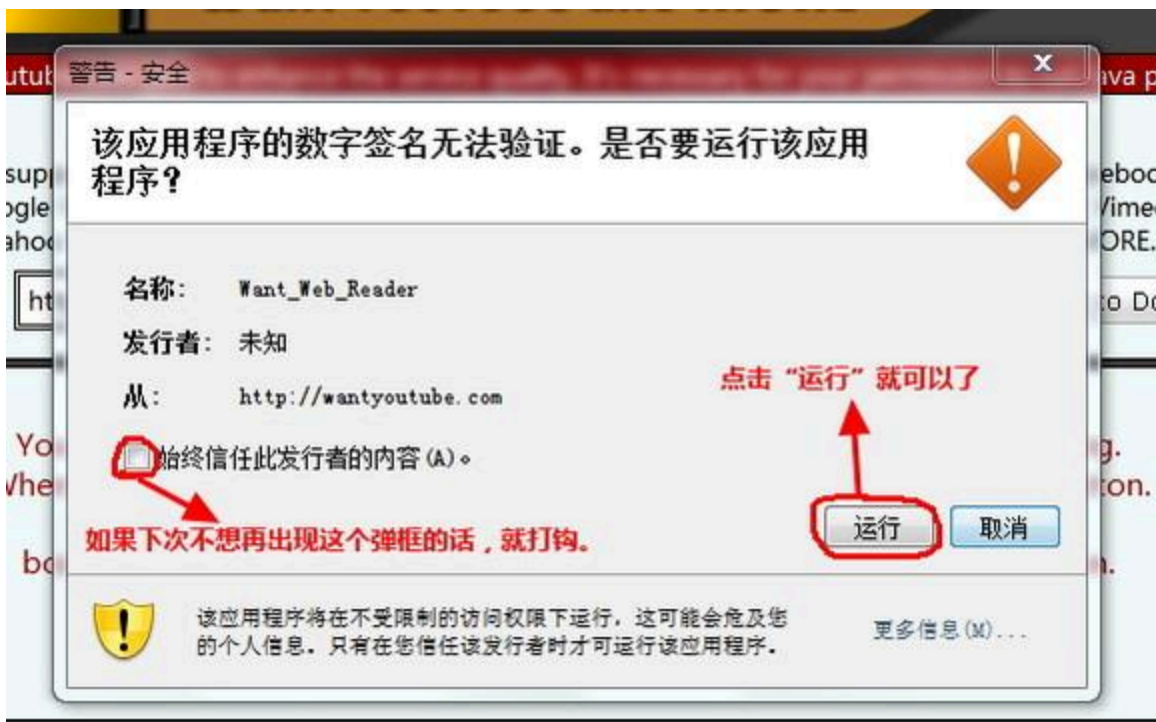 警告 - 安全
该应用程序的数字签名无法验证。是否要运行该应用
程序?
名称: Want_Web_Reader
发行者: 未知
从: http://wantyoutube.com
点击“运行”就可以了
始终信任此发行者的内容(A)。
如果下次不想再出现这个弹框的话，就打钩。
运行 取消
该应用程序将在不受限制的访问权限下运行，这可能会危及您
的个人信息。只有在您信任该发行者时才可运行该应用程序。
更多信息(M)...